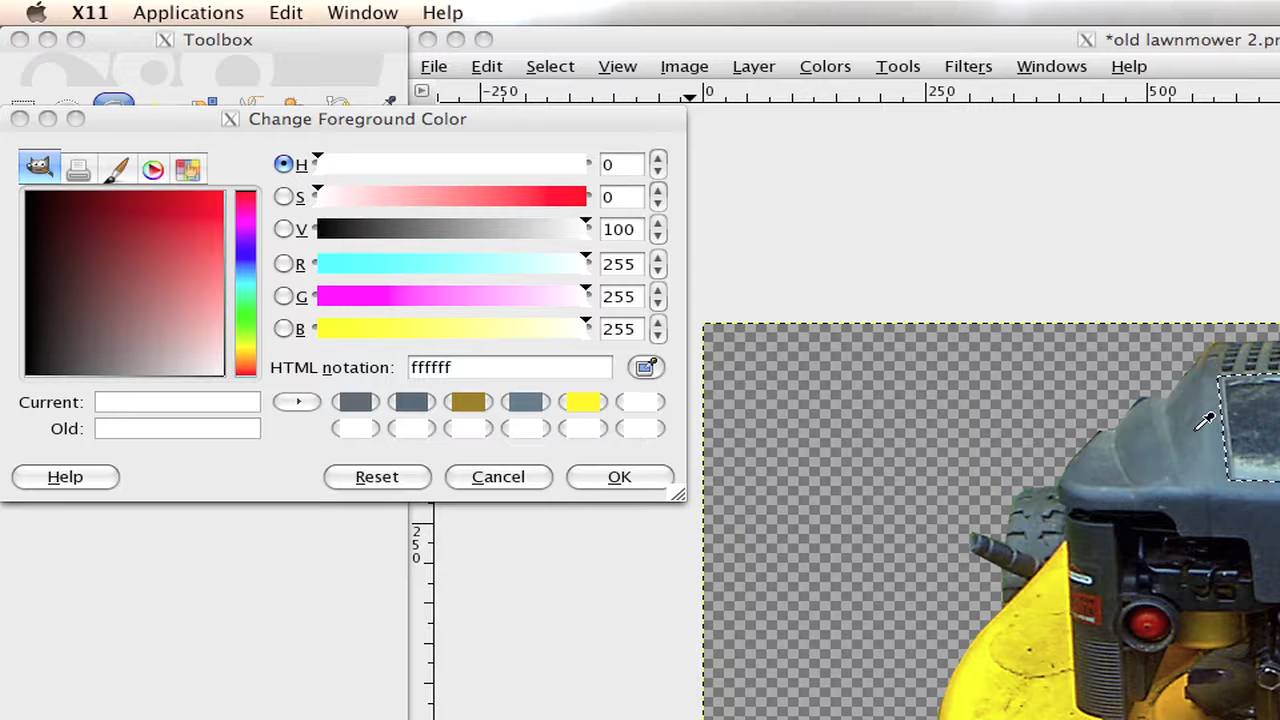 X11 Applications Edit Window Help
Toolbox
*old lawnmower 2.pr
File Edit Select View Image Layer Colors Tools Filters Windows Help
-250 0 250 500
Change Foreground Color
H 0
S 0
V 100
R 255
G 255
B 255
HTML notation: ffffff
Current:
Old:
Help Reset Cancel OK
250